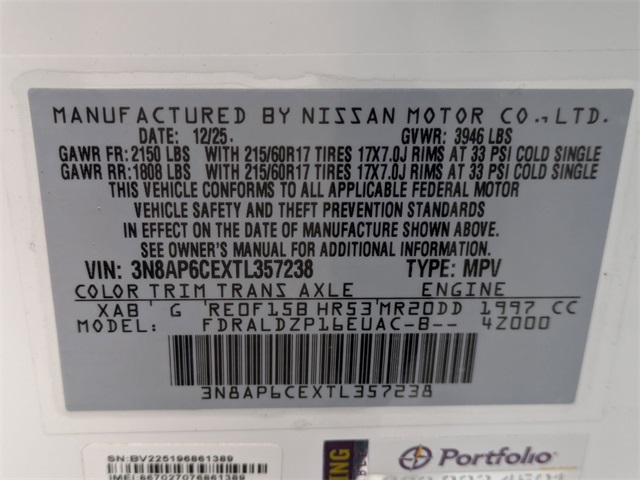 MANUFACTURED BY NISSAN MOTOR CO., LTD.
DATE: 12/25. GVWR: 3946 LBS
GAWR FR: 2150 LBS WITH 215/60R17 TIRES 17X7.0J RIMS AT 33 PSI COLD SINGLE
GAWR RR: 1808 LBS WITH 215/60R17 TIRES 17X7.0J RIMS AT 33 PSI COLD SINGLE
THIS VEHICLE CONFORMS TO ALL APPLICABLE FEDERAL MOTOR
VEHICLE SAFETY AND THEFT PREVENTION STANDARDS
IN EFFECT ON THE DATE OF MANUFACTURE SHOWN ABOVE.
SEE OWNER'S MANUAL FOR ADDITIONAL INFORMATION.
VIN: 3N8AP6CEXTL357238 TYPE: MPV
COLOR TRIM TRANS AXLE ENGINE
XAB G RE0F15B HR53 MR20DD 1997 CC
MODEL: FDRALDZP16EUAC-B-- 4Z000
3N8AP6CEXTL357238
SN:BV225196861389
IMEI:867027076861389
Portfolio